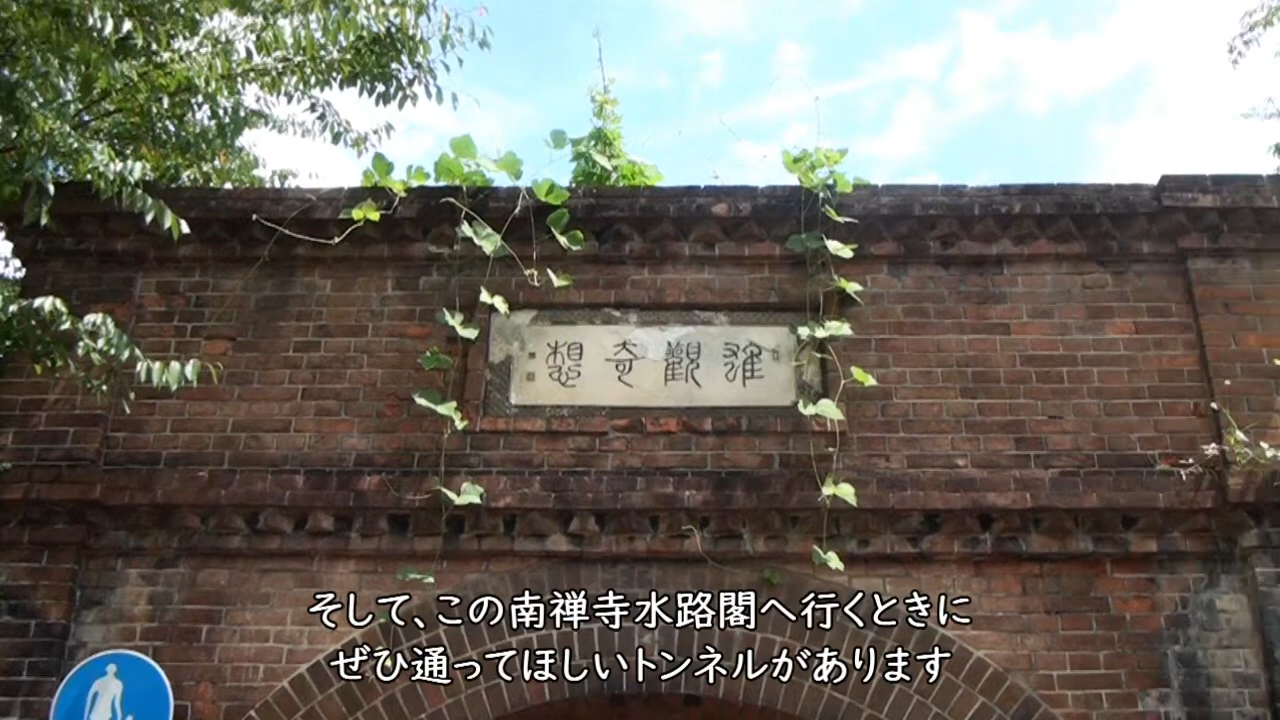 雄觀奇想
そして、この南禅寺水路閣へ行くときに
ぜひ通ってほしいトンネルがあります